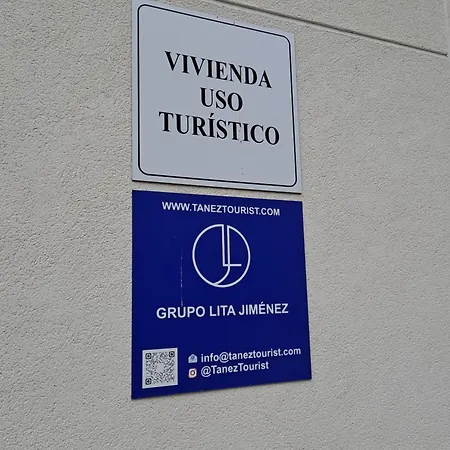 VIVIENDA
USO
TURÍSTICO
WWW.TANEZTOURIST.COM
GRUPO LITA JIMÉNEZ
info@taneztourist.com
@TanezTourist